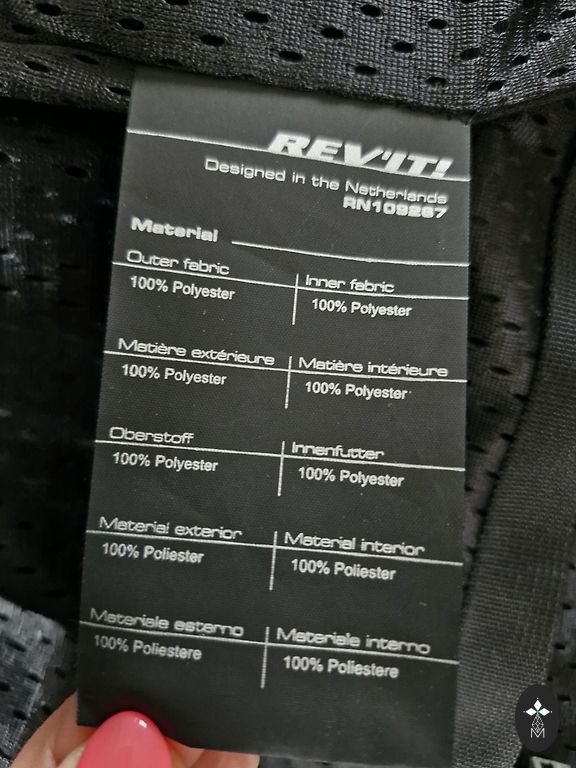 REV'IT!
Designed in the Netherlands
RN109267
Material
Outer fabric
100% Polyester
Inner fabric
100% Polyester
Matière extérieure
100% Polyester
Matière intérieure
100% Polyester
Oberstoff
100% Polyester
Innenfutter
100% Polyester
Material exterior
100% Poliester
Material interior
100% Poliester
Materiale esterno
100% Poliestere
Materiale interno
100% Poliestere
M